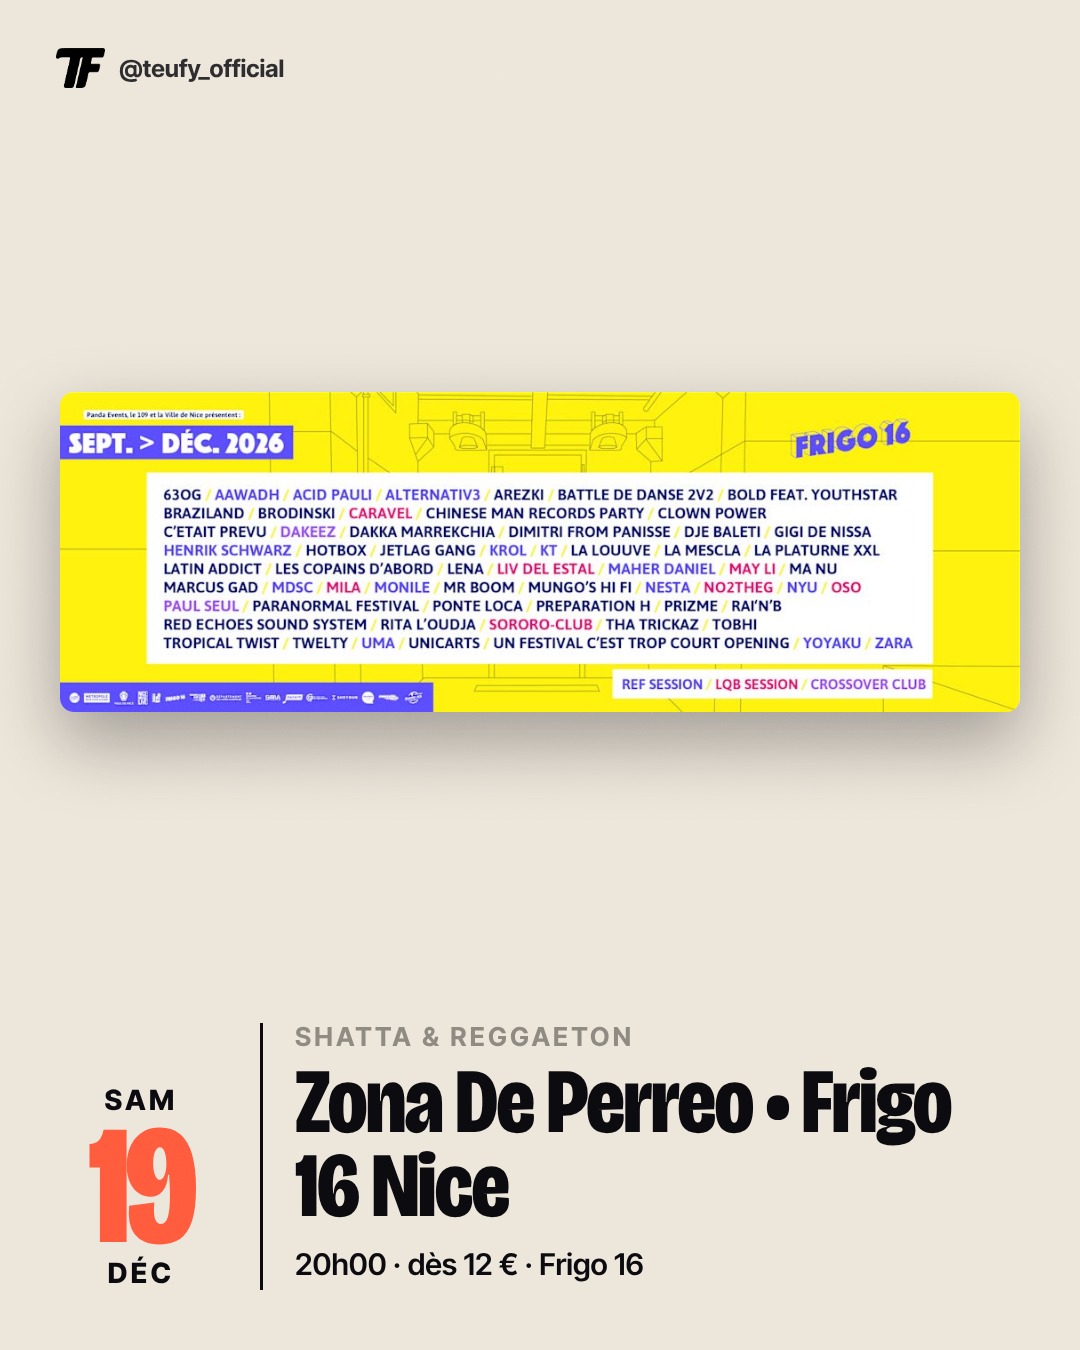 TF @teufy_official
Panda Events, le 109 et la Ville de Nice présentent :
SEPT. > DÉC. 2026
FRIGO 16
63OG / AAWADH / ACID PAULI / ALTERNATIV3 / AREZKI / BATTLE DE DANSE 2V2 / BOLD FEAT. YOUTHSTAR
BRAZILAND / BRODINSKI / CARAVEL / CHINESE MAN RECORDS PARTY / CLOWN POWER
C'ETAIT PREVU / DAKEEZ / DAKKA MARREKCHIA / DIMITRI FROM PANISSE / DJE BALETI / GIGI DE NISSA
HENRIK SCHWARZ / HOTBOX / JETLAG GANG / KROL / KT / LA LOUUVE / LA MESCLA / LA PLATURNE XXL
LATIN ADDICT / LES COPAINS D'ABORD / LENA / LIV DEL ESTAL / MAHER DANIEL / MAY LI / MA NU
MARCUS GAD / MDSC / MILA / MONILE / MR BOOM / MUNGO'S HI FI / NESTA / NO2THEG / NYU / OSO
PAUL SEUL / PARANORMAL FESTIVAL / PONTE LOCA / PREPARATION H / PRIZME / RAI'N'B
RED ECHOES SOUND SYSTEM / RITA L'OUDJA / SORORO-CLUB / THA TRICKAZ / TOBHI
TROPICAL TWIST / TWELTY / UMA / UNICARTS / UN FESTIVAL C'EST TROP COURT OPENING / YOYAKU / ZARA
REF SESSION / LQB SESSION / CROSSOVER CLUB
SHATTA & REGGAETON
Zona De Perreo • Frigo
16 Nice
20h00 · dès 12 € · Frigo 16
SAM
19
DÉC